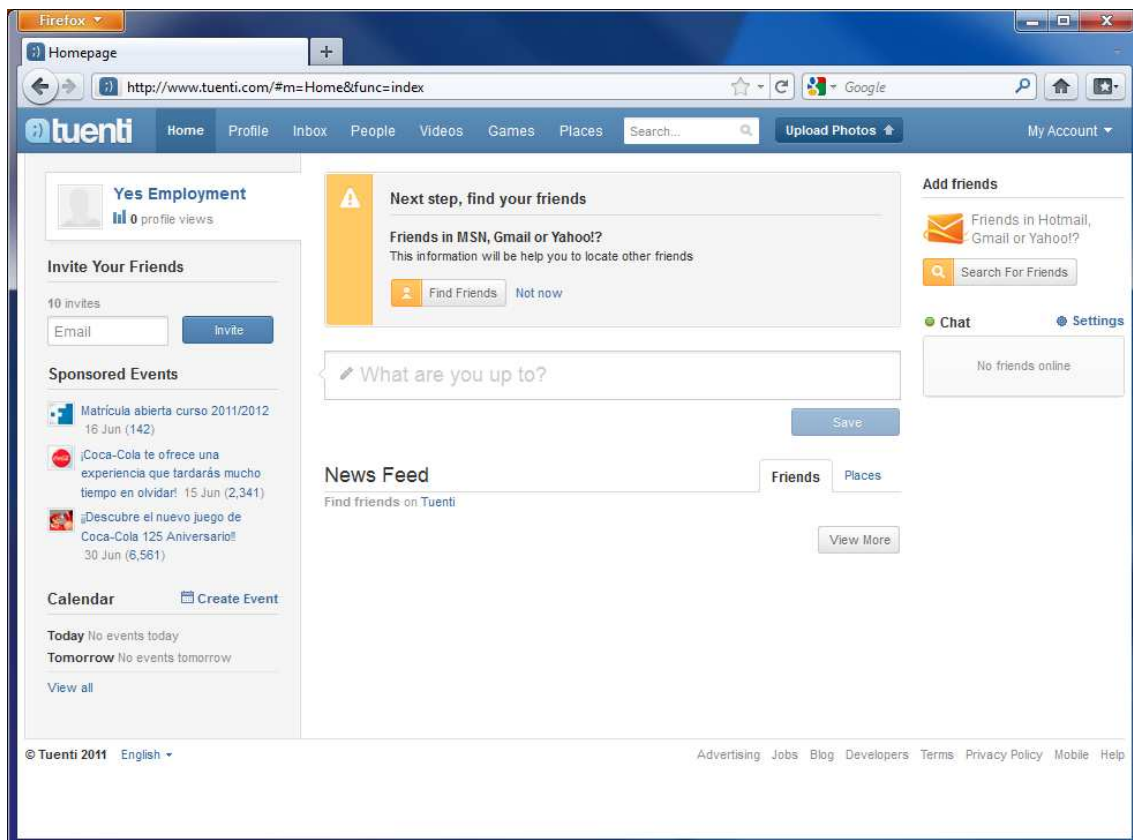 Firefox
Homepage
http://www.tuenti.com/#m=Home&func=index
Google
tuenti Home Profile Inbox People Videos Games Places Search... Upload Photos My Account
Yes Employment
0 profile views
Invite Your Friends
10 invites
Email Invite
Sponsored Events
Matrícula abierta curso 2011/2012
16 Jun (142)
¡Coca-Cola te ofrece una
experiencia que tardarás mucho
tiempo en olvidar! 15 Jun (2,341)
¡¡Descubre el nuevo juego de
Coca-Cola 125 Aniversario!!
30 Jun (6,561)
Calendar Create Event
Today No events today
Tomorrow No events tomorrow
View all
Next step, find your friends
Friends in MSN, Gmail or Yahoo!?
This information will be help you to locate other friends
Find Friends Not now
What are you up to?
Save
News Feed Friends Places
Find friends on Tuenti
View More
Add friends
Friends in Hotmail,
Gmail or Yahoo!?
Search For Friends
Chat Settings
No friends online
© Tuenti 2011 English Advertising Jobs Blog Developers Terms Privacy Policy Mobile Help